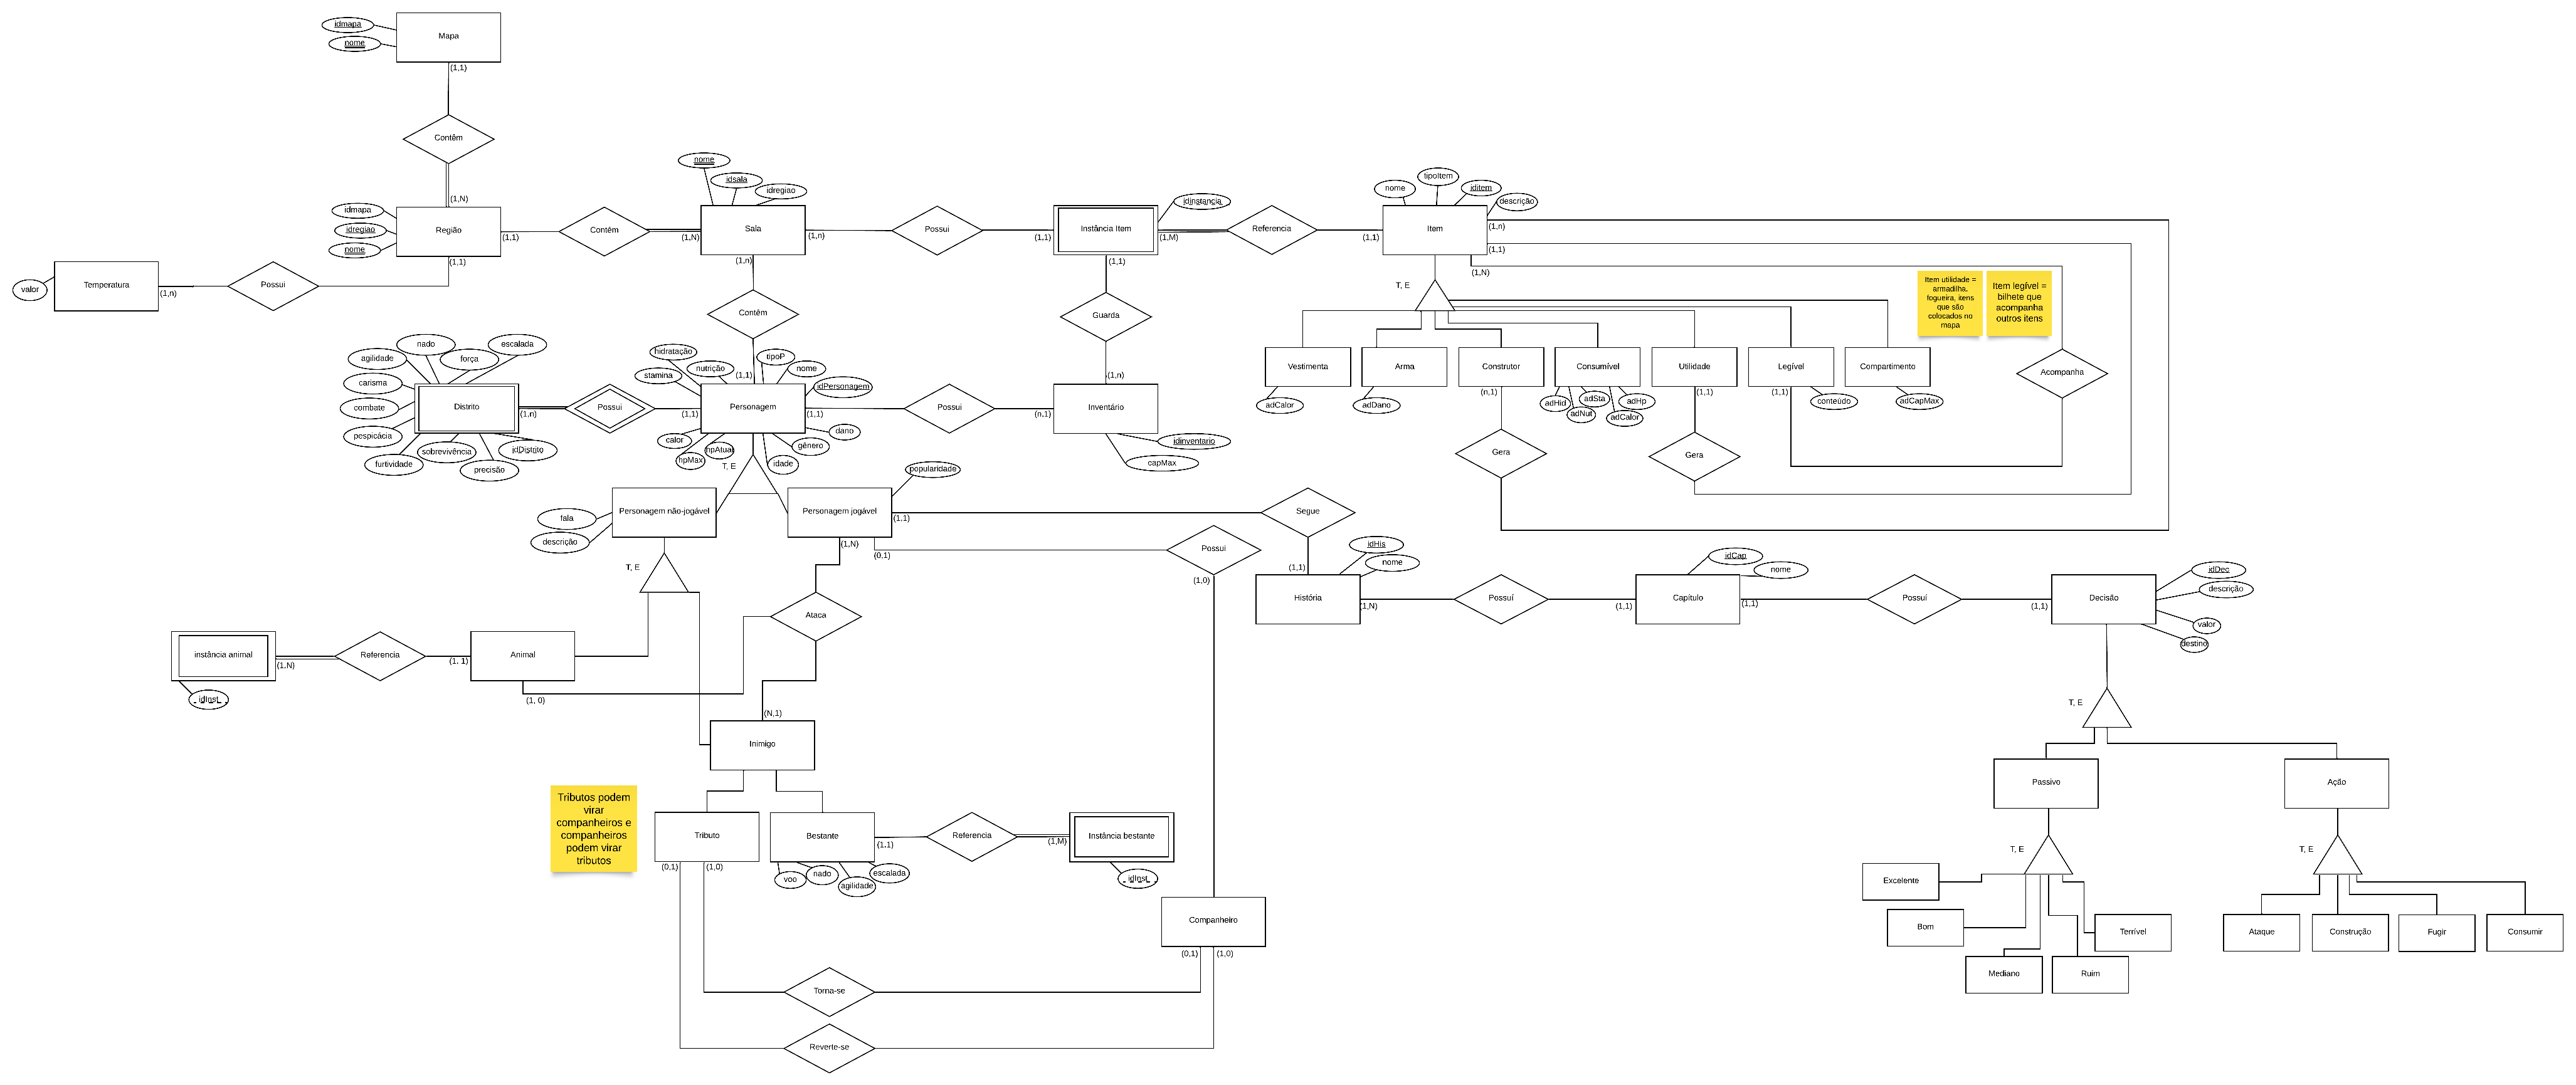 Mapa
idmapa
nome
(1,1)
Contêm
(1,N)
idmapa
idregiao
nome
Região
(1,1)
(1,1)
Contêm
(1,N)
nome
idsala
idregiao
Sala
(1,n)
(1,n)
Possui
(1,1)
Instância Item
idinstancia
(1,M)
(1,1)
Referencia
(1,1)
nome
tipoItem
iditem
descrição
Item
(1,n)
(1,1)
(1,N)
T, E
valor
Temperatura
(1,n)
Possui
Contêm
Guarda
Item utilidade =
armadilha,
fogueira, itens
que são
colocados no
mapa
Item legível =
bilhete que
acompanha
outros itens
nado
escalada
agilidade
força
carisma
combate
pespicácia
furtividade
sobrevivência
precisão
idDistrito
Distrito
(1,n)
Possui
(1,1)
hidratação
nutrição
stamina
(1,1)
tipoP
nome
idPersonagem
Personagem
(1,1)
calor
hpMax
hpAtual
idade
gênero
dano
T, E
Possui
(n,1)
(1,n)
Inventário
idinventario
capMax
Vestimenta
adCalor
Arma
adDano
Construtor
(n,1)
Consumível
adHid
adNut
adSta
adCalor
adHp
Utilidade
(1,1)
Legível
(1,1)
conteúdo
Compartimento
adCapMax
Acompanha
Gera
Gera
popularidade
Personagem não-jogável
fala
descrição
T, E
Personagem jogável
(1,1)
(1,N)
(0,1)
Segue
Possui
(1,0)
(1,1)
idHis
nome
História
(1,N)
Possuí
(1,1)
idCap
nome
Capítulo
(1,1)
Possuí
(1,1)
idDec
descrição
valor
destino
Decisão
T, E
Ataca
instância animal
(1,N)
idInst
Referencia
(1, 1)
Animal
(1, 0)
(N,1)
Inimigo
Passivo
Ação
Tributos podem
virar
companheiros e
companheiros
podem virar
tributos
Tributo
(0,1)
(1,0)
Bestante
(1,1)
voo
nado
agilidade
escalada
Referencia
(1,M)
Instância bestante
idInst
T, E
T, E
Excelente
Bom
Mediano
Ruim
Terrível
Ataque
Construção
Fugir
Consumir
Companheiro
(0,1)
(1,0)
Torna-se
Reverte-se